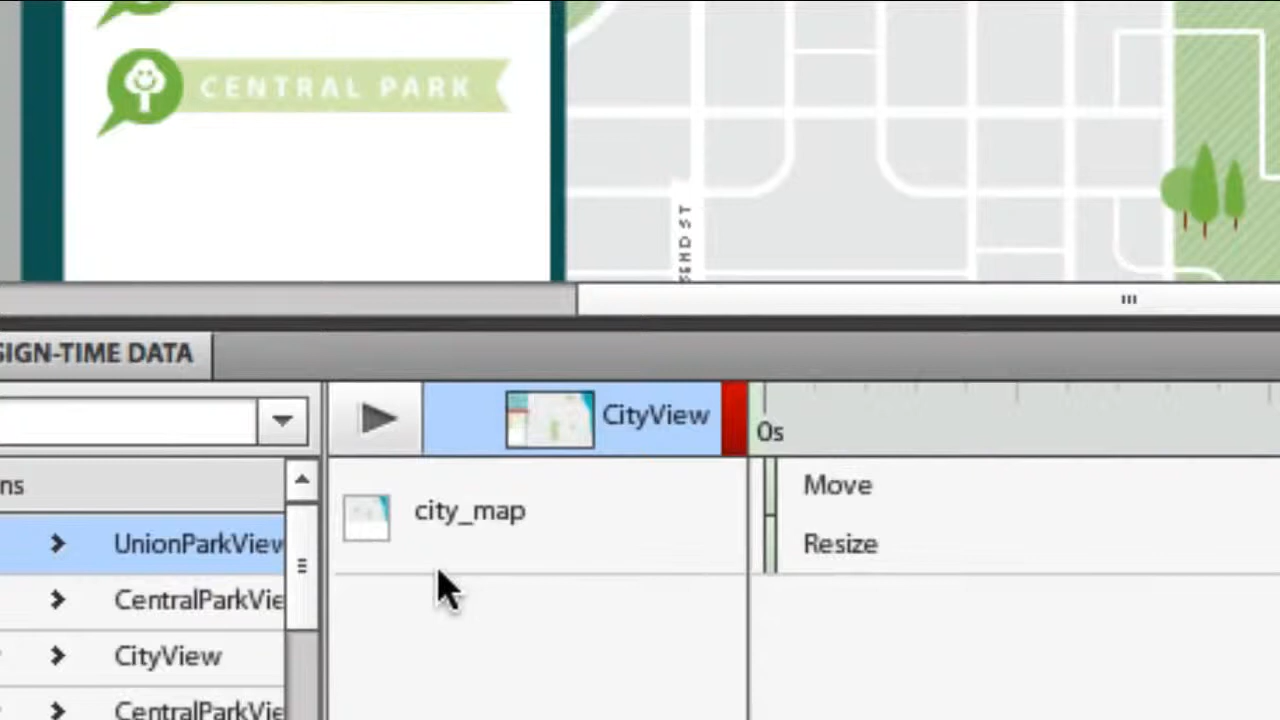 CENTRAL PARK
SIGN-TIME DATA
CityView
0s
ns
city_map
Move
Resize
UnionParkView
CentralParkVie
CityView
CentralParkVie